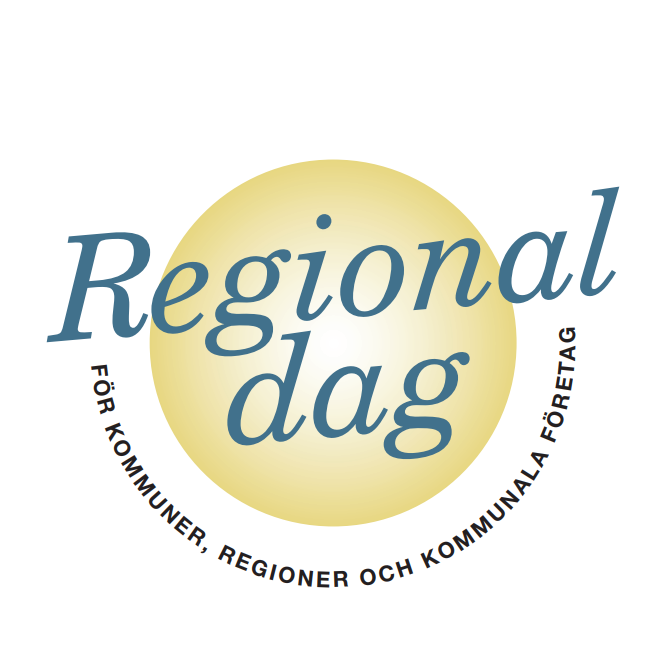 Regional
dag
FÖR KOMMUNER, REGIONER OCH KOMMUNALA FÖRETAG